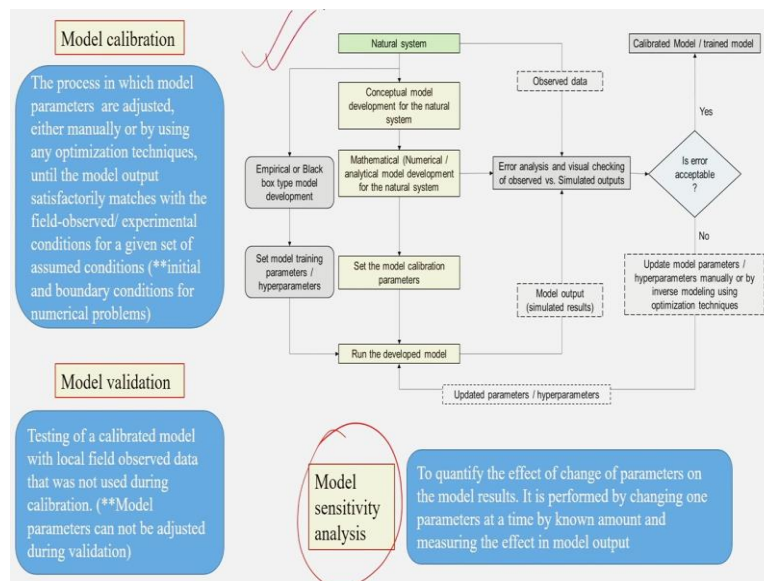 Model calibration
The process in which model
parameters are adjusted,
either manually or by using
any optimization techniques,
until the model output
satisfactorily matches with the
field-observed/ experimental
conditions for a given set of
assumed conditions (**initial
and boundary conditions for
numerical problems)
Model validation
Testing of a calibrated model
with local field observed data
that was not used during
calibration. (**Model
parameters can not be adjusted
during validation)
Natural system
Conceptual model
development for the natural
system
Empirical or Black
box type model
development
Mathematical (Numerical /
analytical model development
for the natural system
Set model training
parameters /
hyperparameters
Set the model calibration
parameters
Run the developed model
Observed data
Error analysis and visual checking
of observed vs. Simulated outputs
Model output
(simulated results)
Calibrated Model / trained model
Yes
Is error
acceptable
?
No
Update model parameters /
hyperparameters manually or by
inverse modeling using
optimization techniques
Updated parameters / hyperparameters
Model
sensitivity
analysis
To quantify the effect of change of parameters on
the model results. It is performed by changing one
parameters at a time by known amount and
measuring the effect in model output